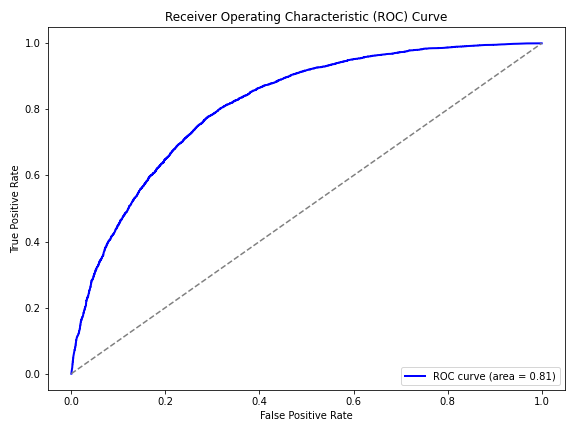 Receiver Operating Characteristic (ROC) Curve
True Positive Rate
1.0
0.8
0.6
0.4
0.2
0.0
ROC curve (area = 0.81)
0.0 0.2 0.4 0.6 0.8 1.0
False Positive Rate